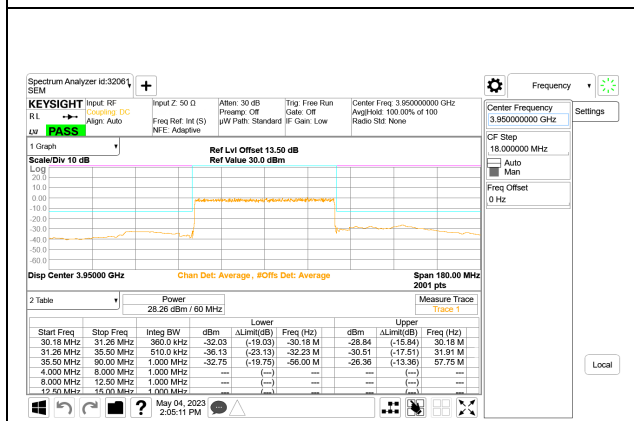 Spectrum Analyzer id:32061
SEM
Frequency
KEYSIGHT
R L
PASS
Input: RF
Coupling: DC
Align: Auto
Input Z: 50 Ω
Freq Ref: Int (S)
NFE: Adaptive
Atten: 30 dB
Preamp: Off
μW Path: Standard
Trig: Free Run
Gate: Off
IF Gain: Low
Center Freq: 3.950000000 GHz
Avg|Hold: 100.00% of 100
Radio Std: None
Center Frequency
3.950000000 GHz
Settings
CF Step
18.000000 MHz
Auto
Man
Freq Offset
0 Hz
Local
1 Graph
Scale/Div 10 dB
Ref Lvl Offset 13.50 dB
Ref Value 30.0 dBm
Log
20.0
10.0
0.00
-10.0
-20.0
-30.0
-40.0
-50.0
-60.0
Disp Center 3.95000 GHz
Chan Det: Average , #Offs Det: Average
Span 180.00 MHz
2001 pts
2 Table
Power
28.26 dBm / 60 MHz
Measure Trace
Trace 1
Lower Upper
Start Freq Stop Freq Integ BW dBm ΔLimit(dB) Freq (Hz) dBm ΔLimit(dB) Freq (Hz)
30.18 MHz 31.26 MHz 360.0 kHz -32.03 (-19.03) -30.18 M -28.84 (-15.84) 30.18 M
31.26 MHz 35.50 MHz 510.0 kHz -36.13 (-23.13) -32.23 M -30.51 (-17.51) 31.91 M
35.50 MHz 90.00 MHz 1.000 MHz -32.75 (-19.75) -56.00 M -26.36 (-13.36) 57.75 M
4.000 MHz 8.000 MHz 1.000 MHz --- (---) --- --- (---) ---
8.000 MHz 12.50 MHz 1.000 MHz --- (---) --- --- (---) ---
12.50 MHz 15.00 MHz 1.000 MHz --- (---) --- --- (---) ---
May 04, 2023
2:05:11 PM